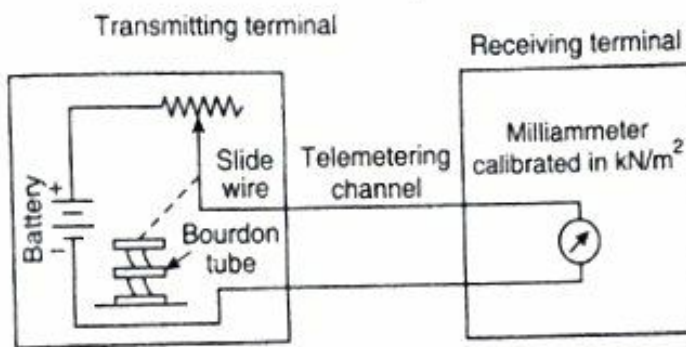 Transmitting terminal
Receiving terminal
Milliammeter
calibrated in kN/m²
Slide
wire
Telemetering
channel
Battery
+
−
Bourdon
tube